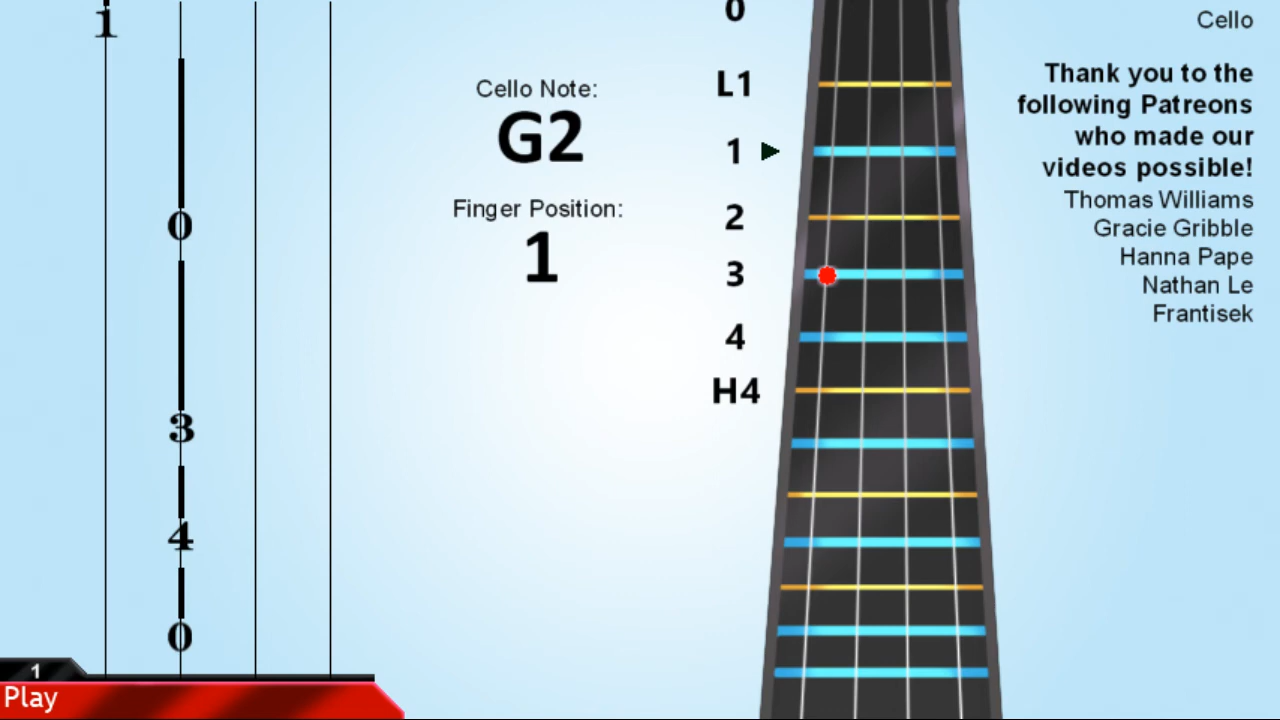 1
0
3
4
0
1
Play
Cello Note:
G2
Finger Position:
1
0
L1
1
2
3
4
H4
Cello
Thank you to the
following Patreons
who made our
videos possible!
Thomas Williams
Gracie Gribble
Hanna Pape
Nathan Le
Frantisek